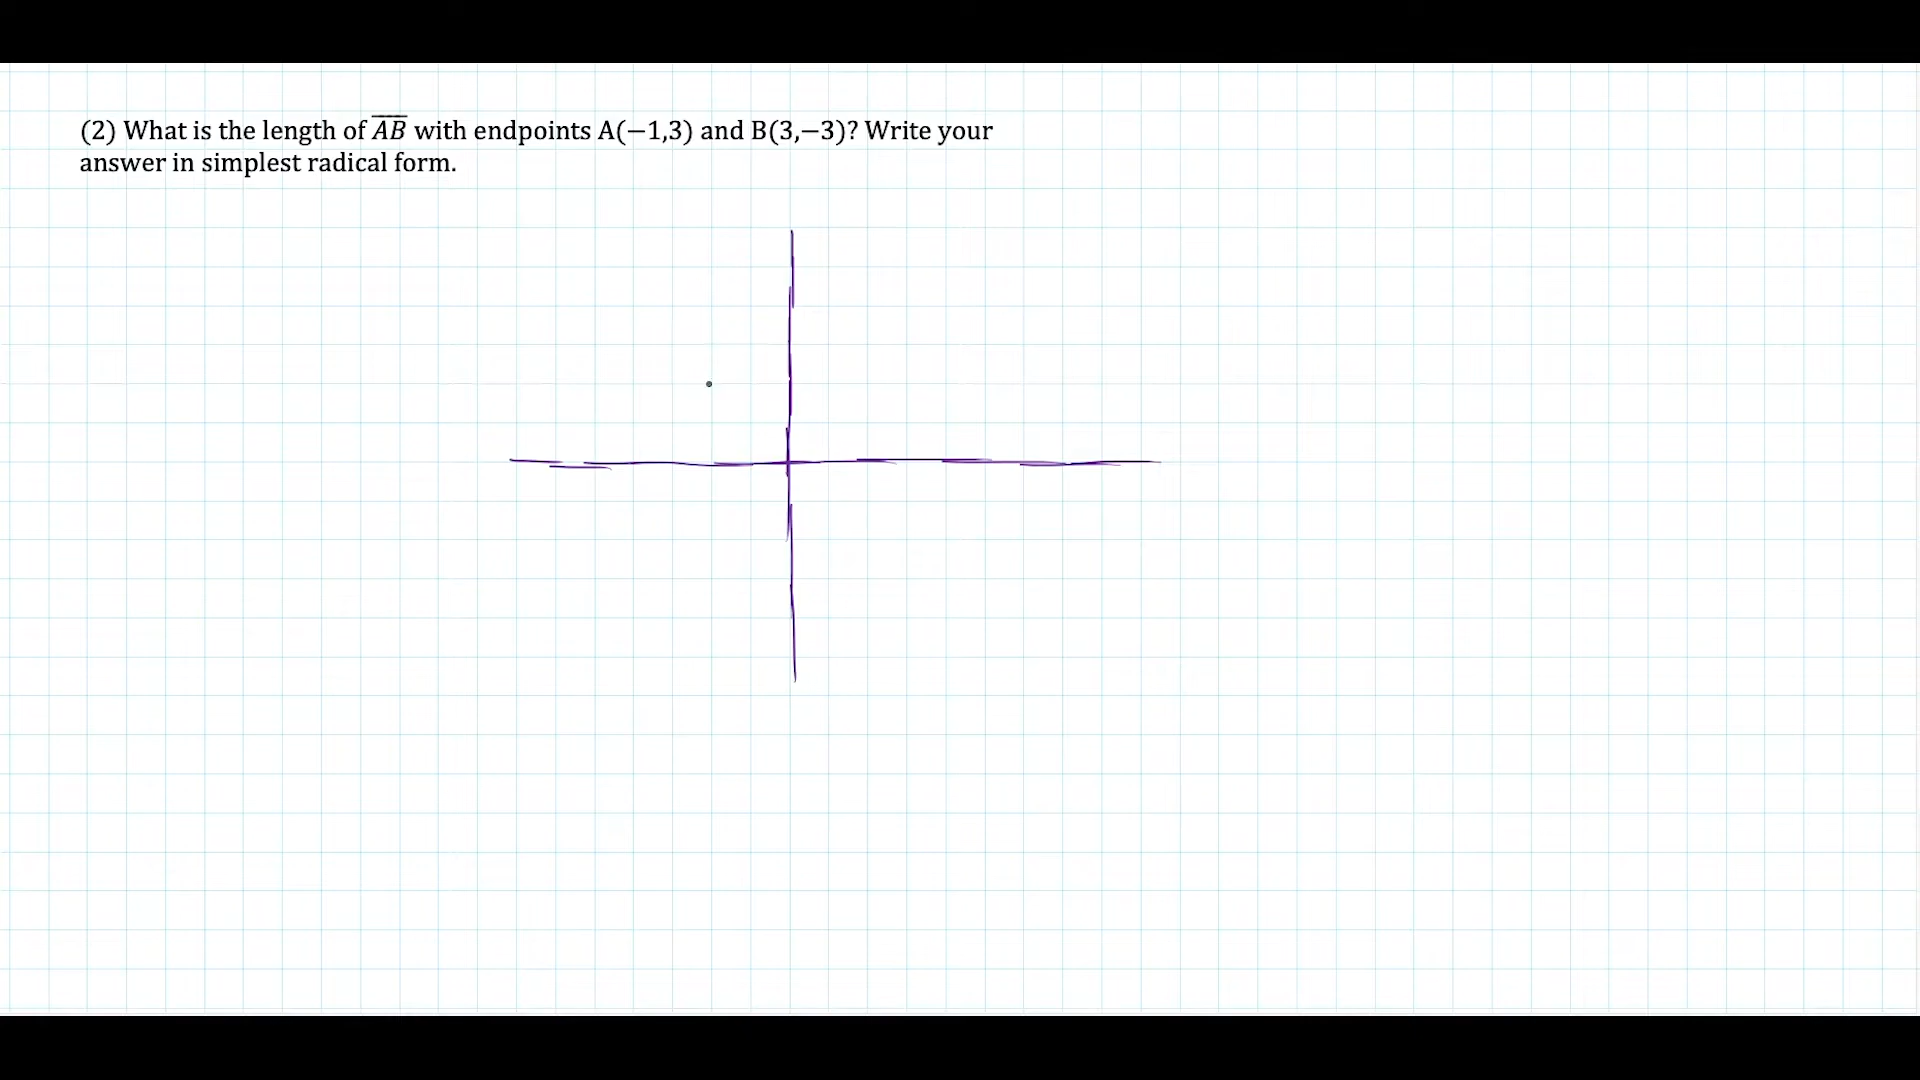 (2) What is the length of A̅B̅ with endpoints A(−1,3) and B(3,−3)? Write your
answer in simplest radical form.